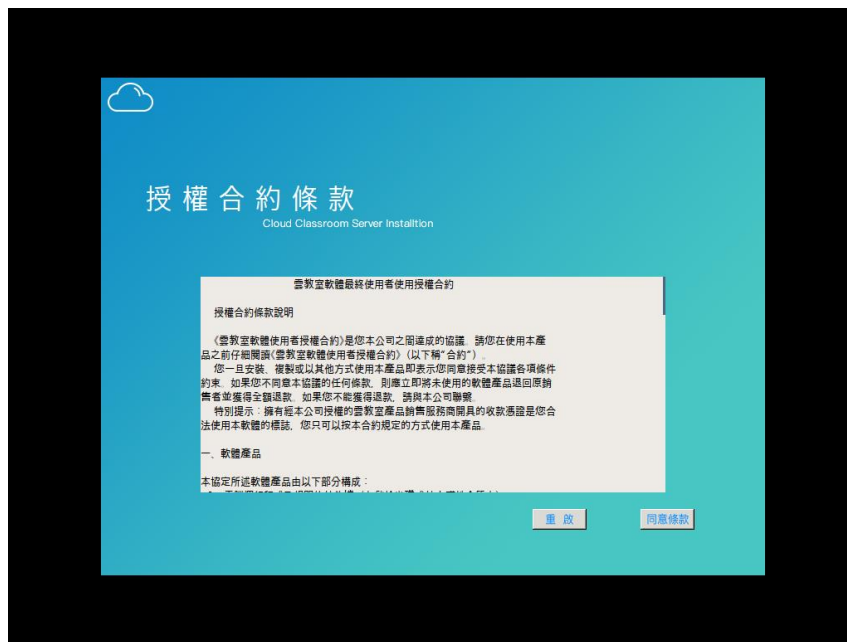 授權合約條款
Cloud Classroom Server Installtion
雲教室軟體最終使用者使用授權合約
授權合約條款說明
《雲教室軟體使用者授權合約》是您本公司之間達成的協議. 請您在使用本產
品之前仔細閱讀《雲教室軟體使用者授權合約》(以下稱“合約”).
您一旦安裝、複製或以其他方式使用本產品即表示您同意接受本協議各項條件
約束. 如果您不同意本協議的任何條款, 則應立即將未使用的軟體產品退回原銷
售者並獲得全額退款. 如果您不能獲得退款, 請與本公司聯繫.
特別提示:擁有經本公司授權的雲教室產品銷售服務商開具的收款憑證是您合
法使用本軟體的標誌, 您只可以按本合約規定的方式使用本產品.
一、軟體產品
本協定所述軟體產品由以下部分構成:
重啟
同意條款